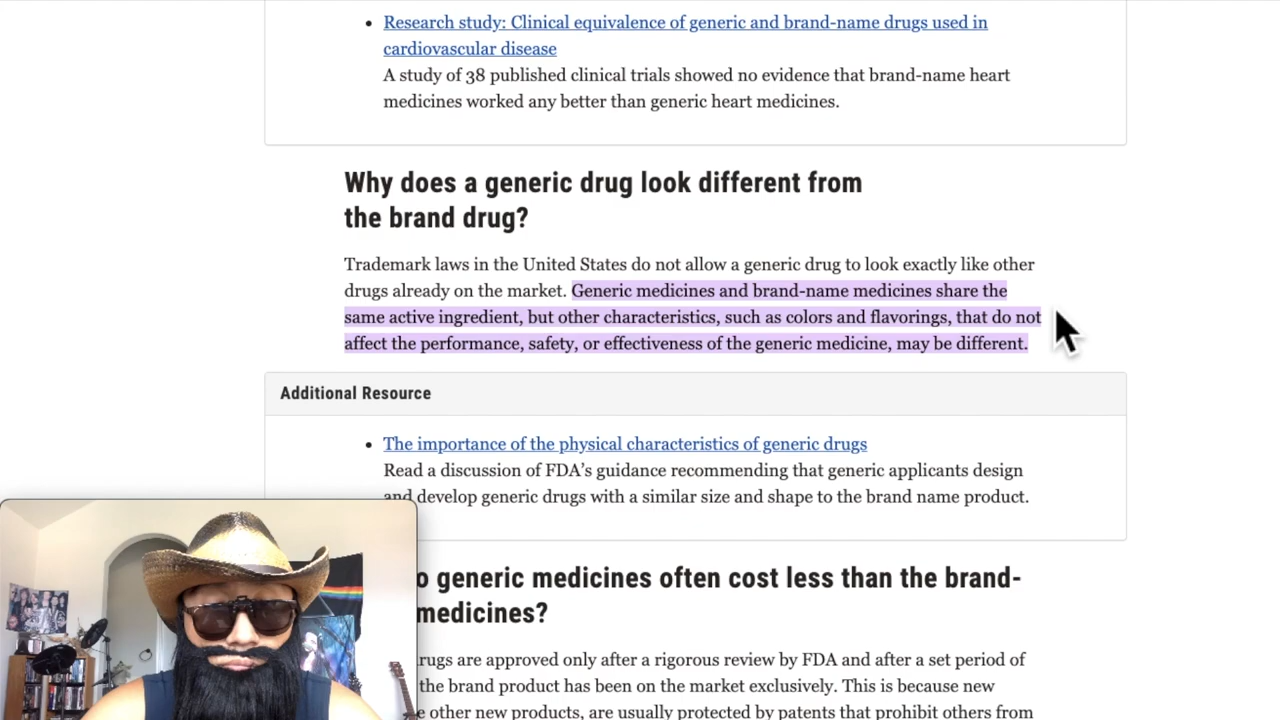 Research study: Clinical equivalence of generic and brand-name drugs used in
cardiovascular disease
A study of 38 published clinical trials showed no evidence that brand-name heart
medicines worked any better than generic heart medicines.
Why does a generic drug look different from
the brand drug?
Trademark laws in the United States do not allow a generic drug to look exactly like other
drugs already on the market. Generic medicines and brand-name medicines share the
same active ingredient, but other characteristics, such as colors and flavorings, that do not
affect the performance, safety, or effectiveness of the generic medicine, may be different.
Additional Resource
The importance of the physical characteristics of generic drugs
Read a discussion of FDA’s guidance recommending that generic applicants design
and develop generic drugs with a similar size and shape to the brand name product.
generic medicines often cost less than the brand-
medicines?
are approved only after a rigorous review by FDA and after a set period of
the brand product has been on the market exclusively. This is because new
other new products, are usually protected by patents that prohibit others from